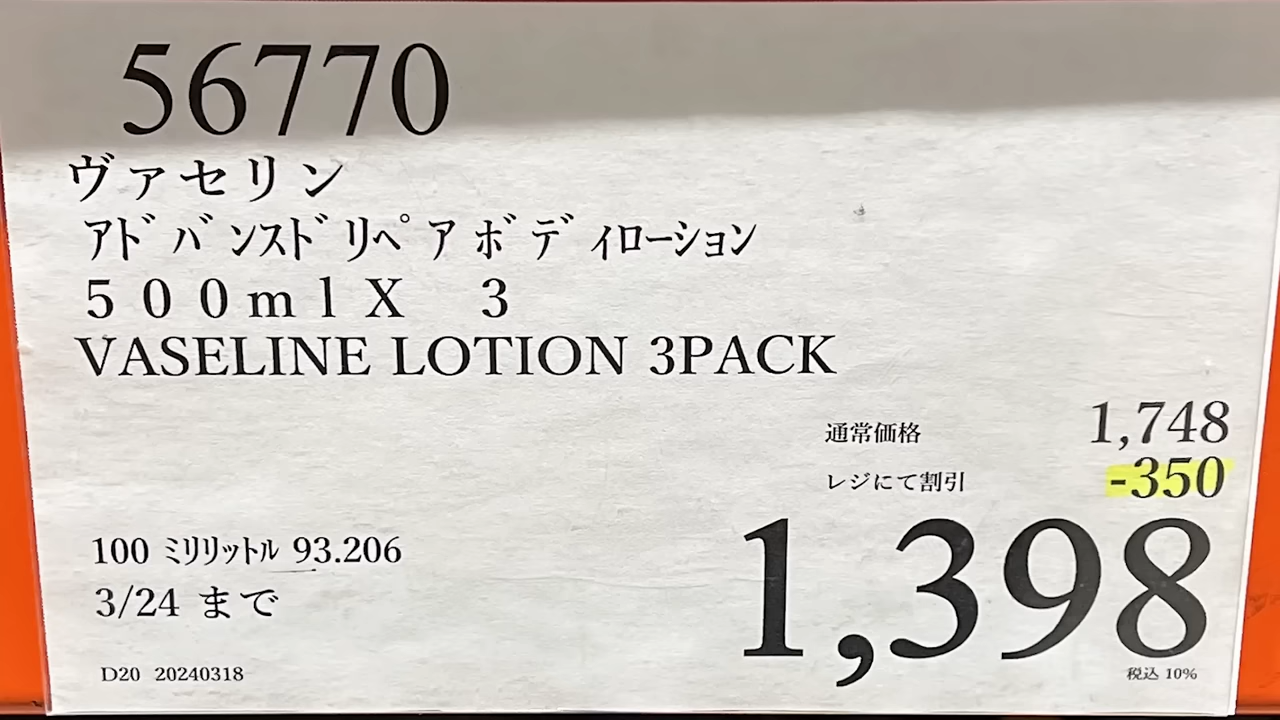 56770
ヴァセリン
アドバンスドリペアボディローション
500mlX 3
VASELINE LOTION 3PACK
通常価格 1,748
レジにて割引 -350
1,398
100 ミリリットル 93.206
3/24 まで
D20 20240318
税込 10%